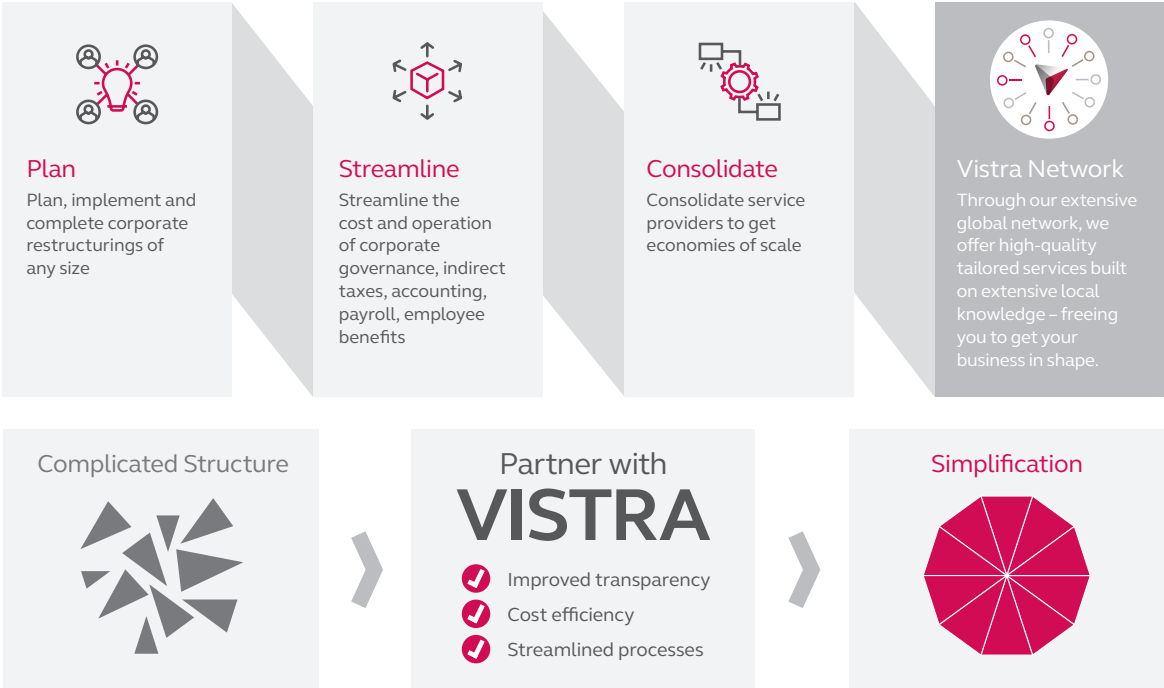 Plan
Plan, implement and
complete corporate
restructurings of
any size
Streamline
Streamline the
cost and operation
of corporate
governance, indirect
taxes, accounting,
payroll, employee
benefits
Consolidate
Consolidate service
providers to get
economies of scale
Vistra Network
Through our extensive
global network, we
offer high-quality
tailored services built
on extensive local
knowledge – freeing
you to get your
business in shape.
Complicated Structure
Partner with
VISTRA
Improved transparency
Cost efficiency
Streamlined processes
Simplification